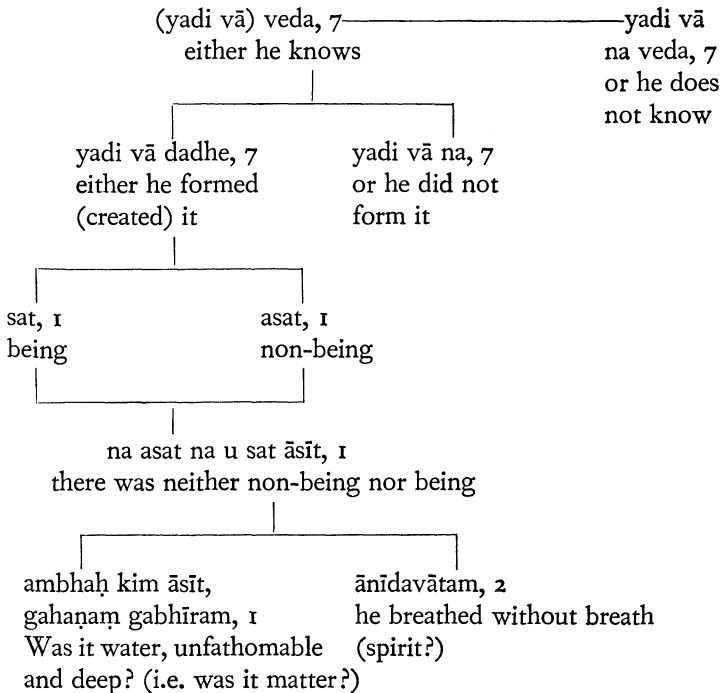 (yadi vā) veda, 7 yadi vā
either he knows na veda, 7
or he does
not know
yadi vā dadhe, 7 yadi vā na, 7
either he formed or he did not
(created) it form it
sat, 1 asat, 1
being non-being
na asat na u sat āsīt, 1
there was neither non-being nor being
ambhaḥ kim āsīt, ānīdavātam, 2
gahaṇaṃ gabhīram, 1 he breathed without breath
Was it water, unfathomable (spirit?)
and deep? (i.e. was it matter?)